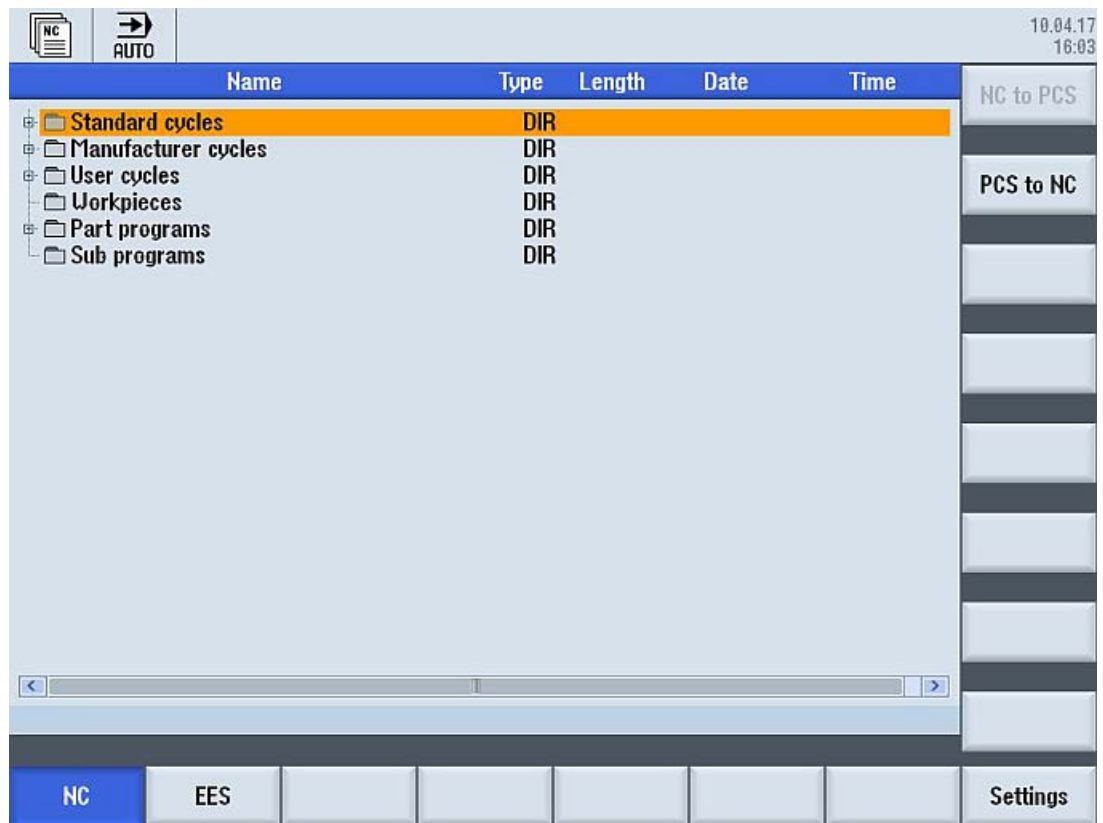 NC
AUTO
10.04.17
16:03
Name Type Length Date Time
NC to PCS
Standard cycles DIR
Manufacturer cycles DIR
User cycles DIR
PCS to NC
Workpieces DIR
Part programs DIR
Sub programs DIR
NC EES Settings